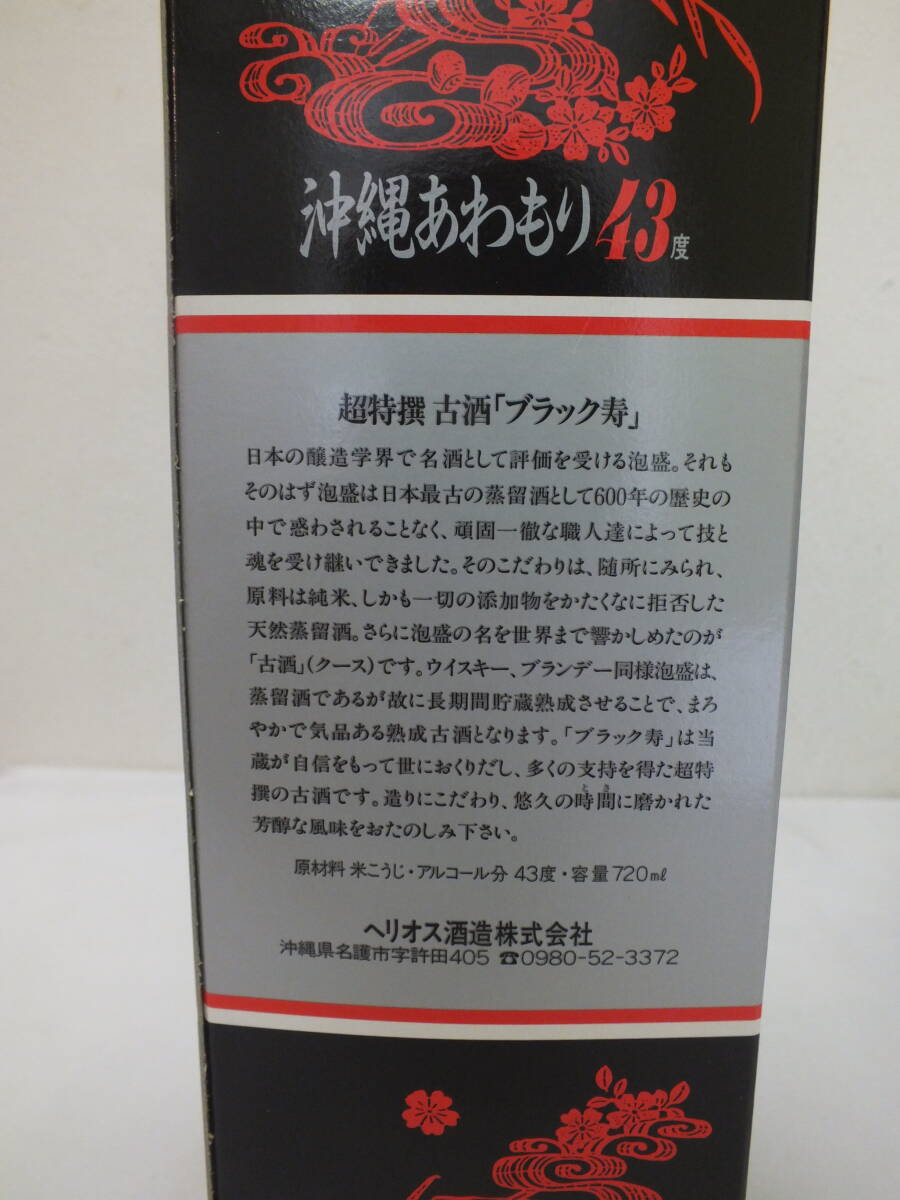 沖縄あわもり43度
超特撰 古酒「ブラック寿」
日本の醸造学界で名酒として評価を受ける泡盛。それも
そのはず泡盛は日本最古の蒸留酒として600年の歴史の
中で惑わされることなく、頑固一徹な職人達によって技と
魂を受け継いできました。そのこだわりは、随所にみられ、
原料は純米、しかも一切の添加物をかたくなに拒否した
天然蒸留酒。さらに泡盛の名を世界まで響かしめたのが
「古酒」(クース)です。ウイスキー、ブランデー同様泡盛は、
蒸留酒であるが故に長期間貯蔵熟成させることで、まろ
やかで気品ある熟成古酒となります。「ブラック寿」は当
蔵が自信をもって世におくりだし、多くの支持を得た超特
撰の古酒です。造りにこだわり、悠久の時間に磨かれた
芳醇な風味をおたのしみ下さい。
原材料 米こうじ・アルコール分 43度・容量720㎖
ヘリオス酒造株式会社
沖縄県名護市字許田405 ☎0980-52-3372